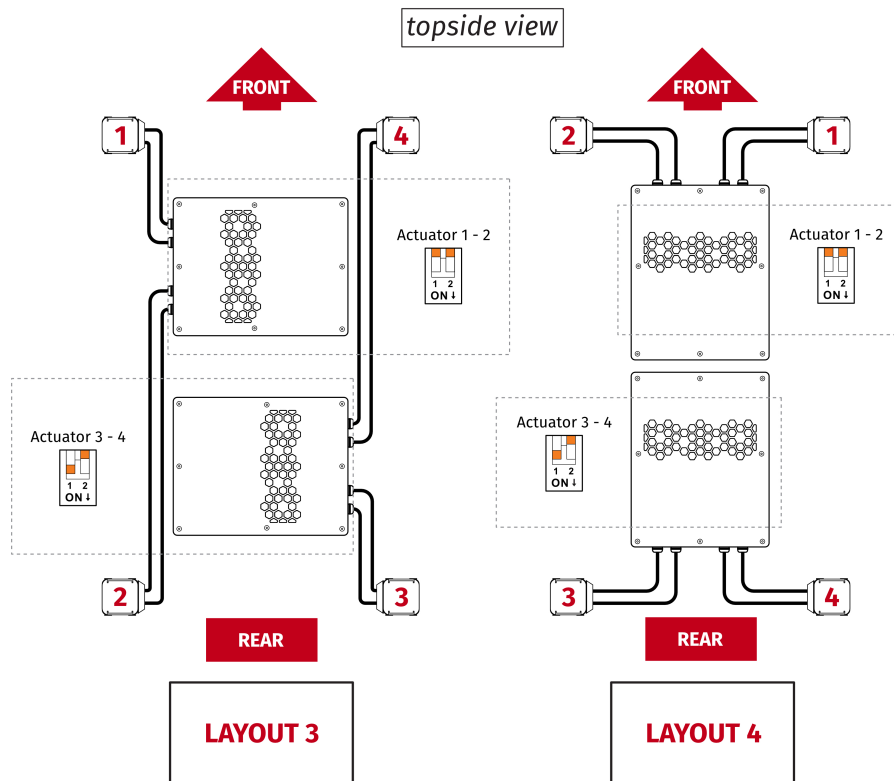 topside view
FRONT
1
4
Actuator 1 - 2
1 2
ON ↓
Actuator 3 - 4
1 2
ON ↓
2
3
REAR
LAYOUT 3
FRONT
2
1
Actuator 1 - 2
1 2
ON ↓
Actuator 3 - 4
1 2
ON ↓
3
4
REAR
LAYOUT 4